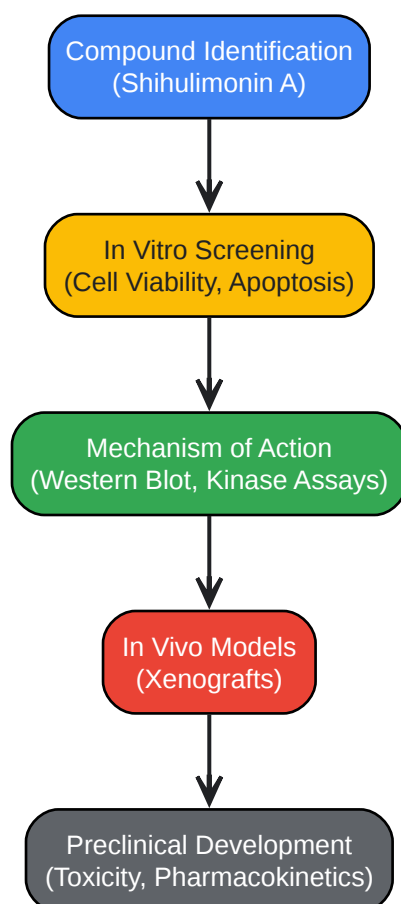 Compound Identification
(Shihulimonin A)
In Vitro Screening
(Cell Viability, Apoptosis)
Mechanism of Action
(Western Blot, Kinase Assays)
In Vivo Models
(Xenografts)
Preclinical Development
(Toxicity, Pharmacokinetics)